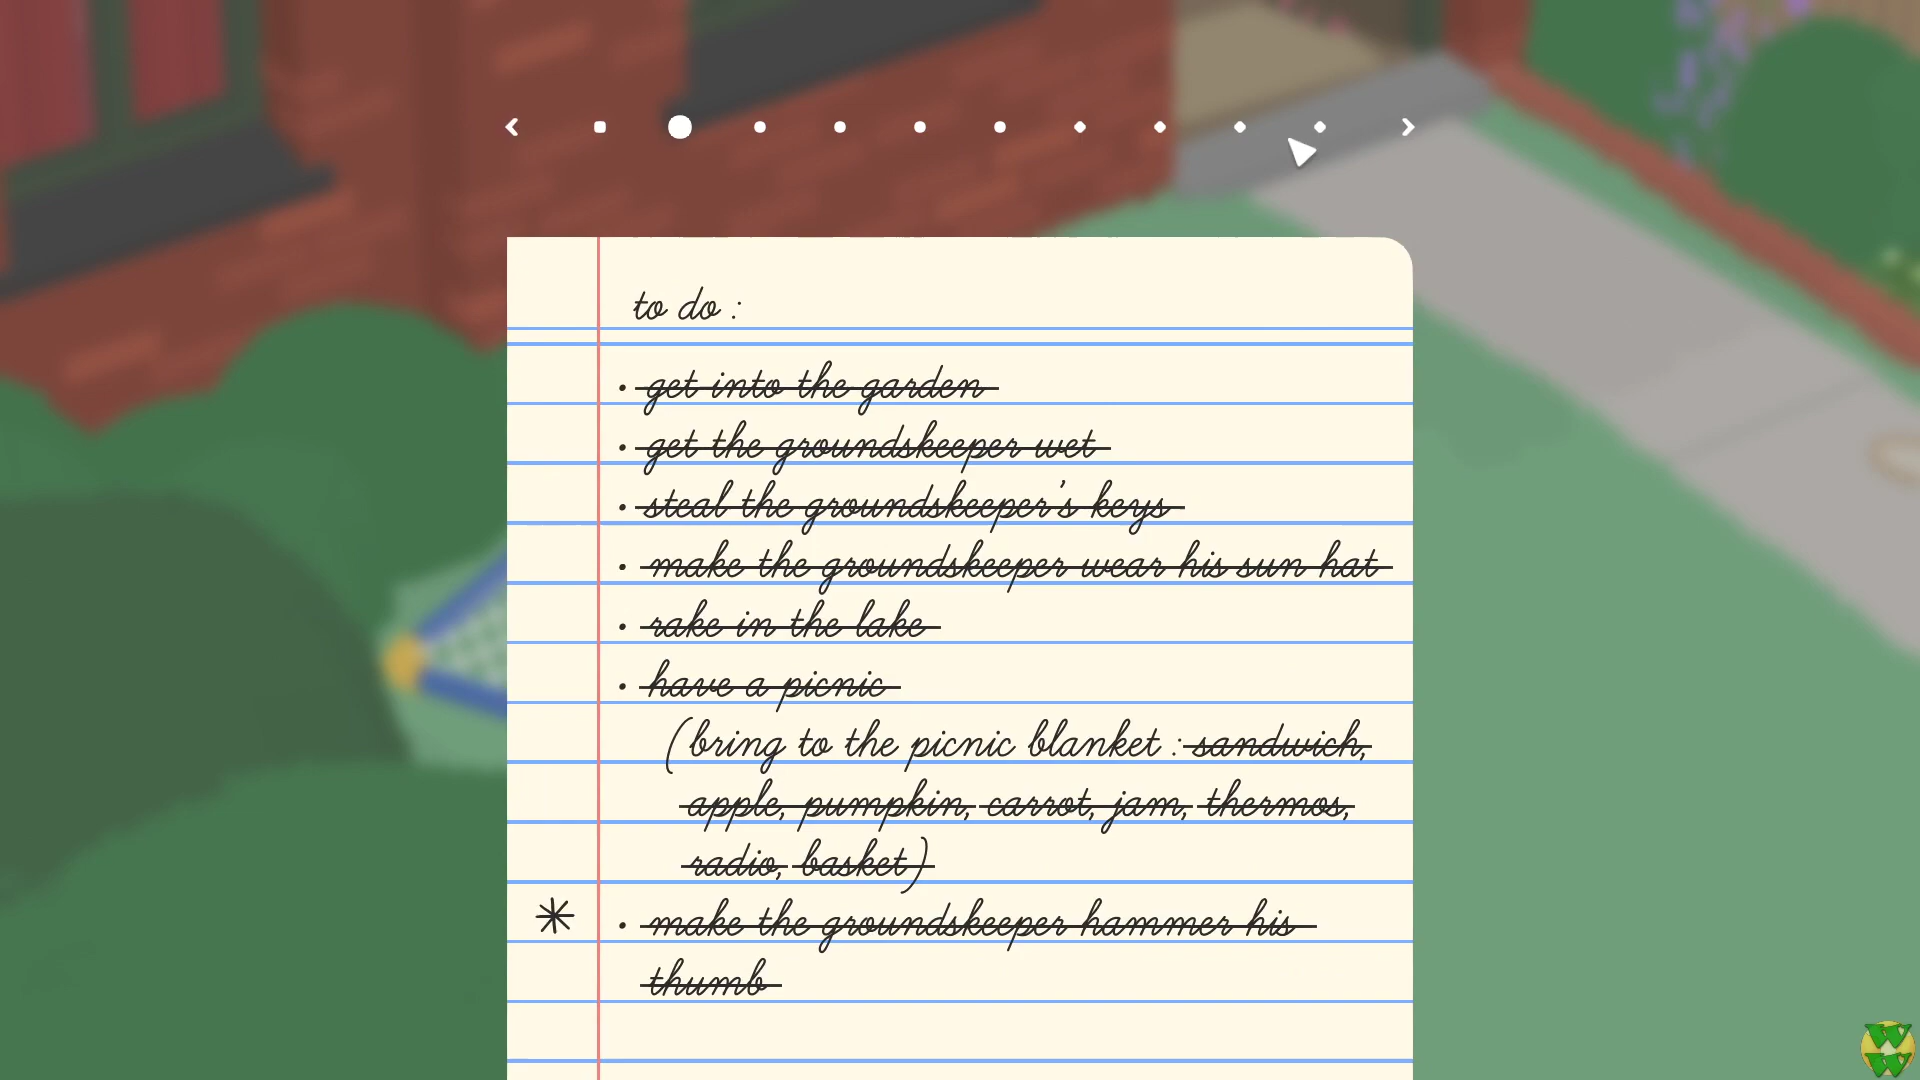 to do :
• get into the garden
• get the groundskeeper wet
• steal the groundskeeper's keys
• make the groundskeeper wear his sun hat
• rake in the lake
• have a picnic
(bring to the picnic blanket : sandwich,
apple, pumpkin, carrot, jam, thermos,
radio, basket)
* • make the groundskeeper hammer his
thumb
W
W